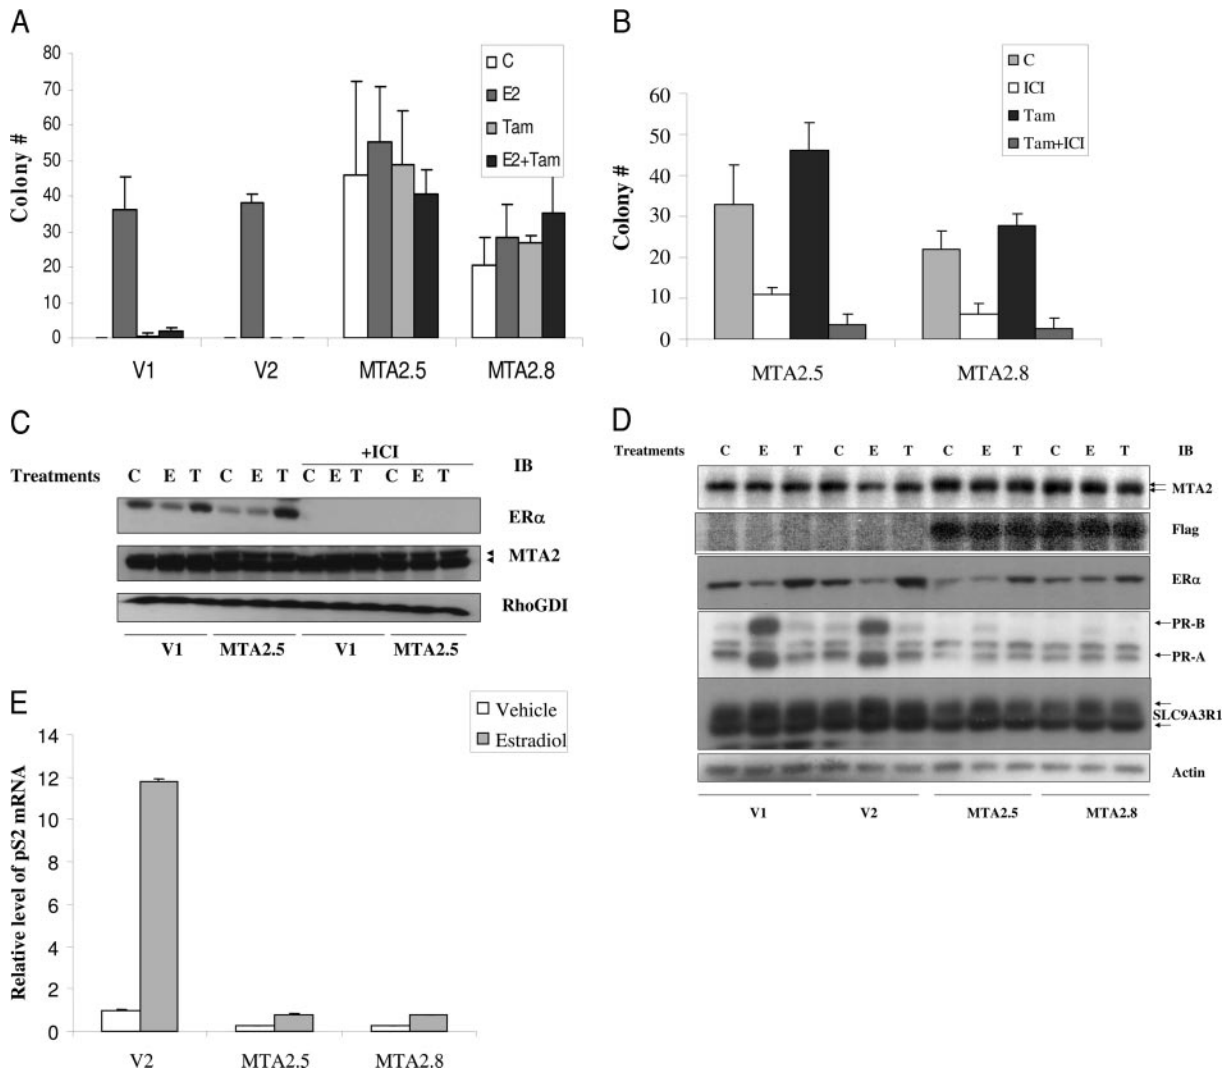 A
80
70
60
50
40
30
20
10
0
Colony #
C
E2
Tam
E2+Tam
V1 V2 MTA2.5 MTA2.8
B
60
50
40
30
20
10
0
Colony #
C
ICI
Tam
Tam+ICI
MTA2.5 MTA2.8
C
+ICI
Treatments C E T C E T C E T C E T IB
ERα
MTA2
RhoGDI
V1 MTA2.5 V1 MTA2.5
D
Treatments C E T C E T C E T C E T IB
MTA2
Flag
ERα
PR-B
PR-A
SLC9A3R1
Actin
V1 V2 MTA2.5 MTA2.8
E
Vehicle
Estradiol
14
12
10
8
6
4
2
0
Relative level of pS2 mRNA
V2 MTA2.5 MTA2.8